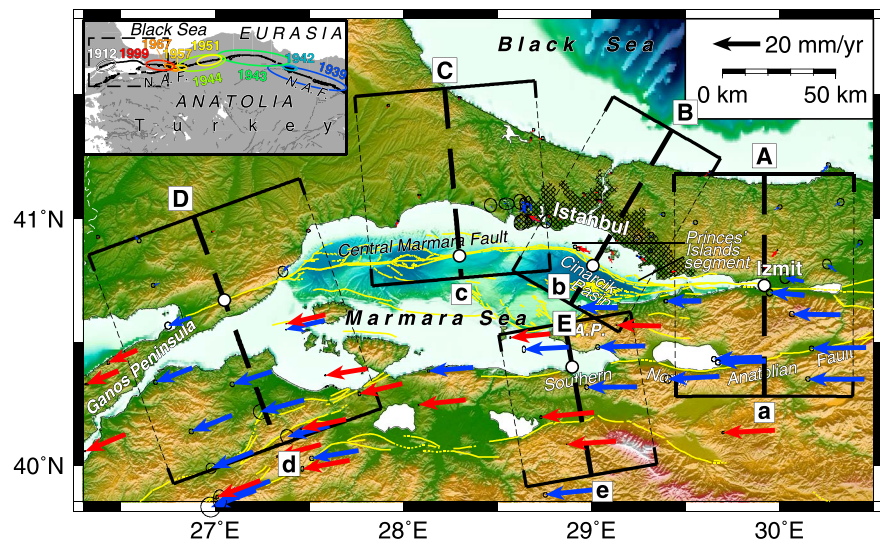 Black Sea
EURASIA
1967
1951
1942
1912
1999
1957
1939
1944
1943
N.A.F.
N.A.F.
ANATOLIA
Turkey
Black Sea
20 mm/yr
0 km
50 km
C
B
A
D
41°N
Istanbul
Central Marmara Fault
Princes'
Islands
segment
Cinarcik
Basin
Izmit
c
b
Marmara Sea
E
A.P
Ganos Peninsula
Southern
North
Anatolian
Fault
a
40°N
d
e
27°E
28°E
29°E
30°E